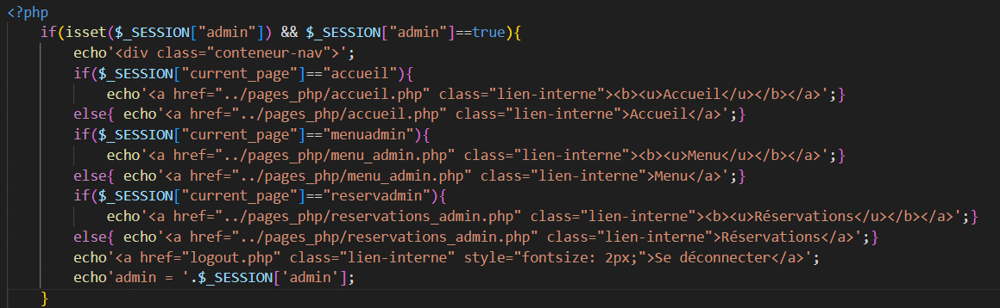 <?php
if(isset($_SESSION["admin"]) && $_SESSION["admin"]==true){
echo'<div class="conteneur-nav">';
if($_SESSION["current_page"]=="accueil"){
echo'<a href="../pages_php/accueil.php" class="lien-interne"><b><u>Accueil</u></b></a>';}
else{ echo'<a href="../pages_php/accueil.php" class="lien-interne">Accueil</a>';}
if($_SESSION["current_page"]=="menuadmin"){
echo'<a href="../pages_php/menu_admin.php" class="lien-interne"><b><u>Menu</u></b></a>';}
else{ echo'<a href="../pages_php/menu_admin.php" class="lien-interne">Menu</a>';}
if($_SESSION["current_page"]=="reservadmin"){
echo'<a href="../pages_php/reservations_admin.php" class="lien-interne"><b><u>Réservations</u></b></a>';}
else{ echo'<a href="../pages_php/reservations_admin.php" class="lien-interne">Réservations</a>';}
echo'<a href="logout.php" class="lien-interne" style="fontsize: 2px;">Se déconnecter</a>';
echo'admin = '.$_SESSION['admin'];
}